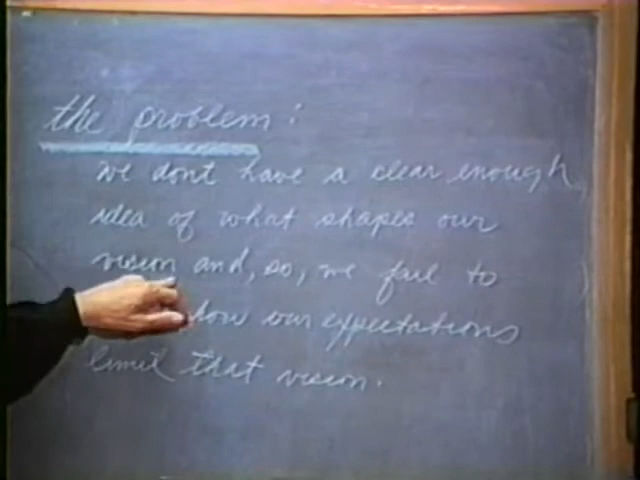 the problem:
we dont have a clear enough
idea of what shapes our
vision and, so, we fail to
how our expectations
limit that vision.